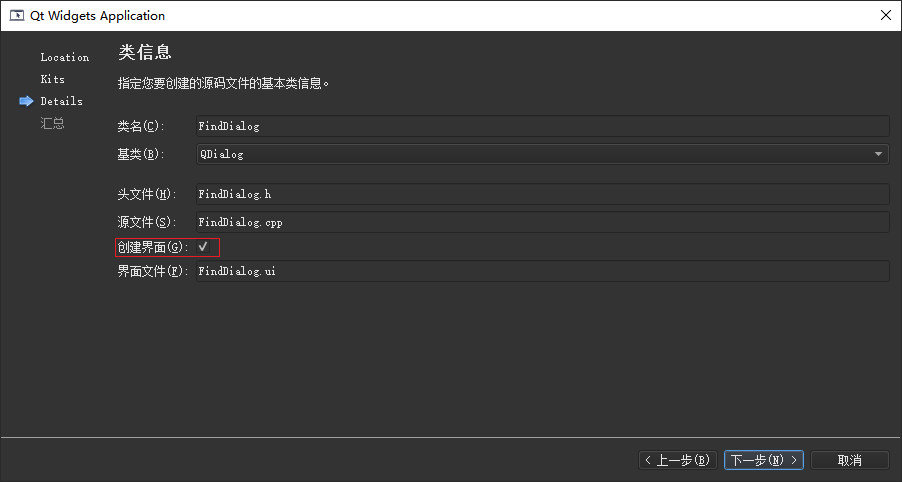 Qt Widgets Application
Location
Kits
Details
汇总
类信息
指定您要创建的源码文件的基本类信息。
类名(C): FindDialog
基类(B): QDialog
头文件(H): FindDialog.h
源文件(S): FindDialog.cpp
创建界面(G):
界面文件(F): FindDialog.ui
< 上一步(B) 下一步(N) > 取消